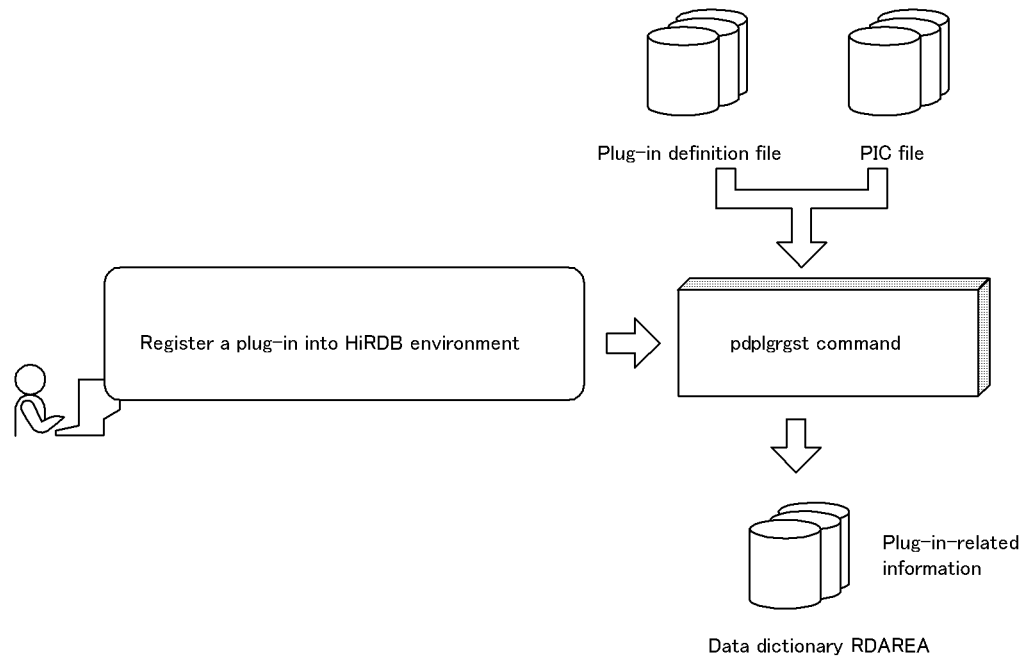 Plug-in definition file
PIC file
Register a plug-in into HiRDB environment
pdplgrgst command
Plug-in-related
information
Data dictionary RDAREA